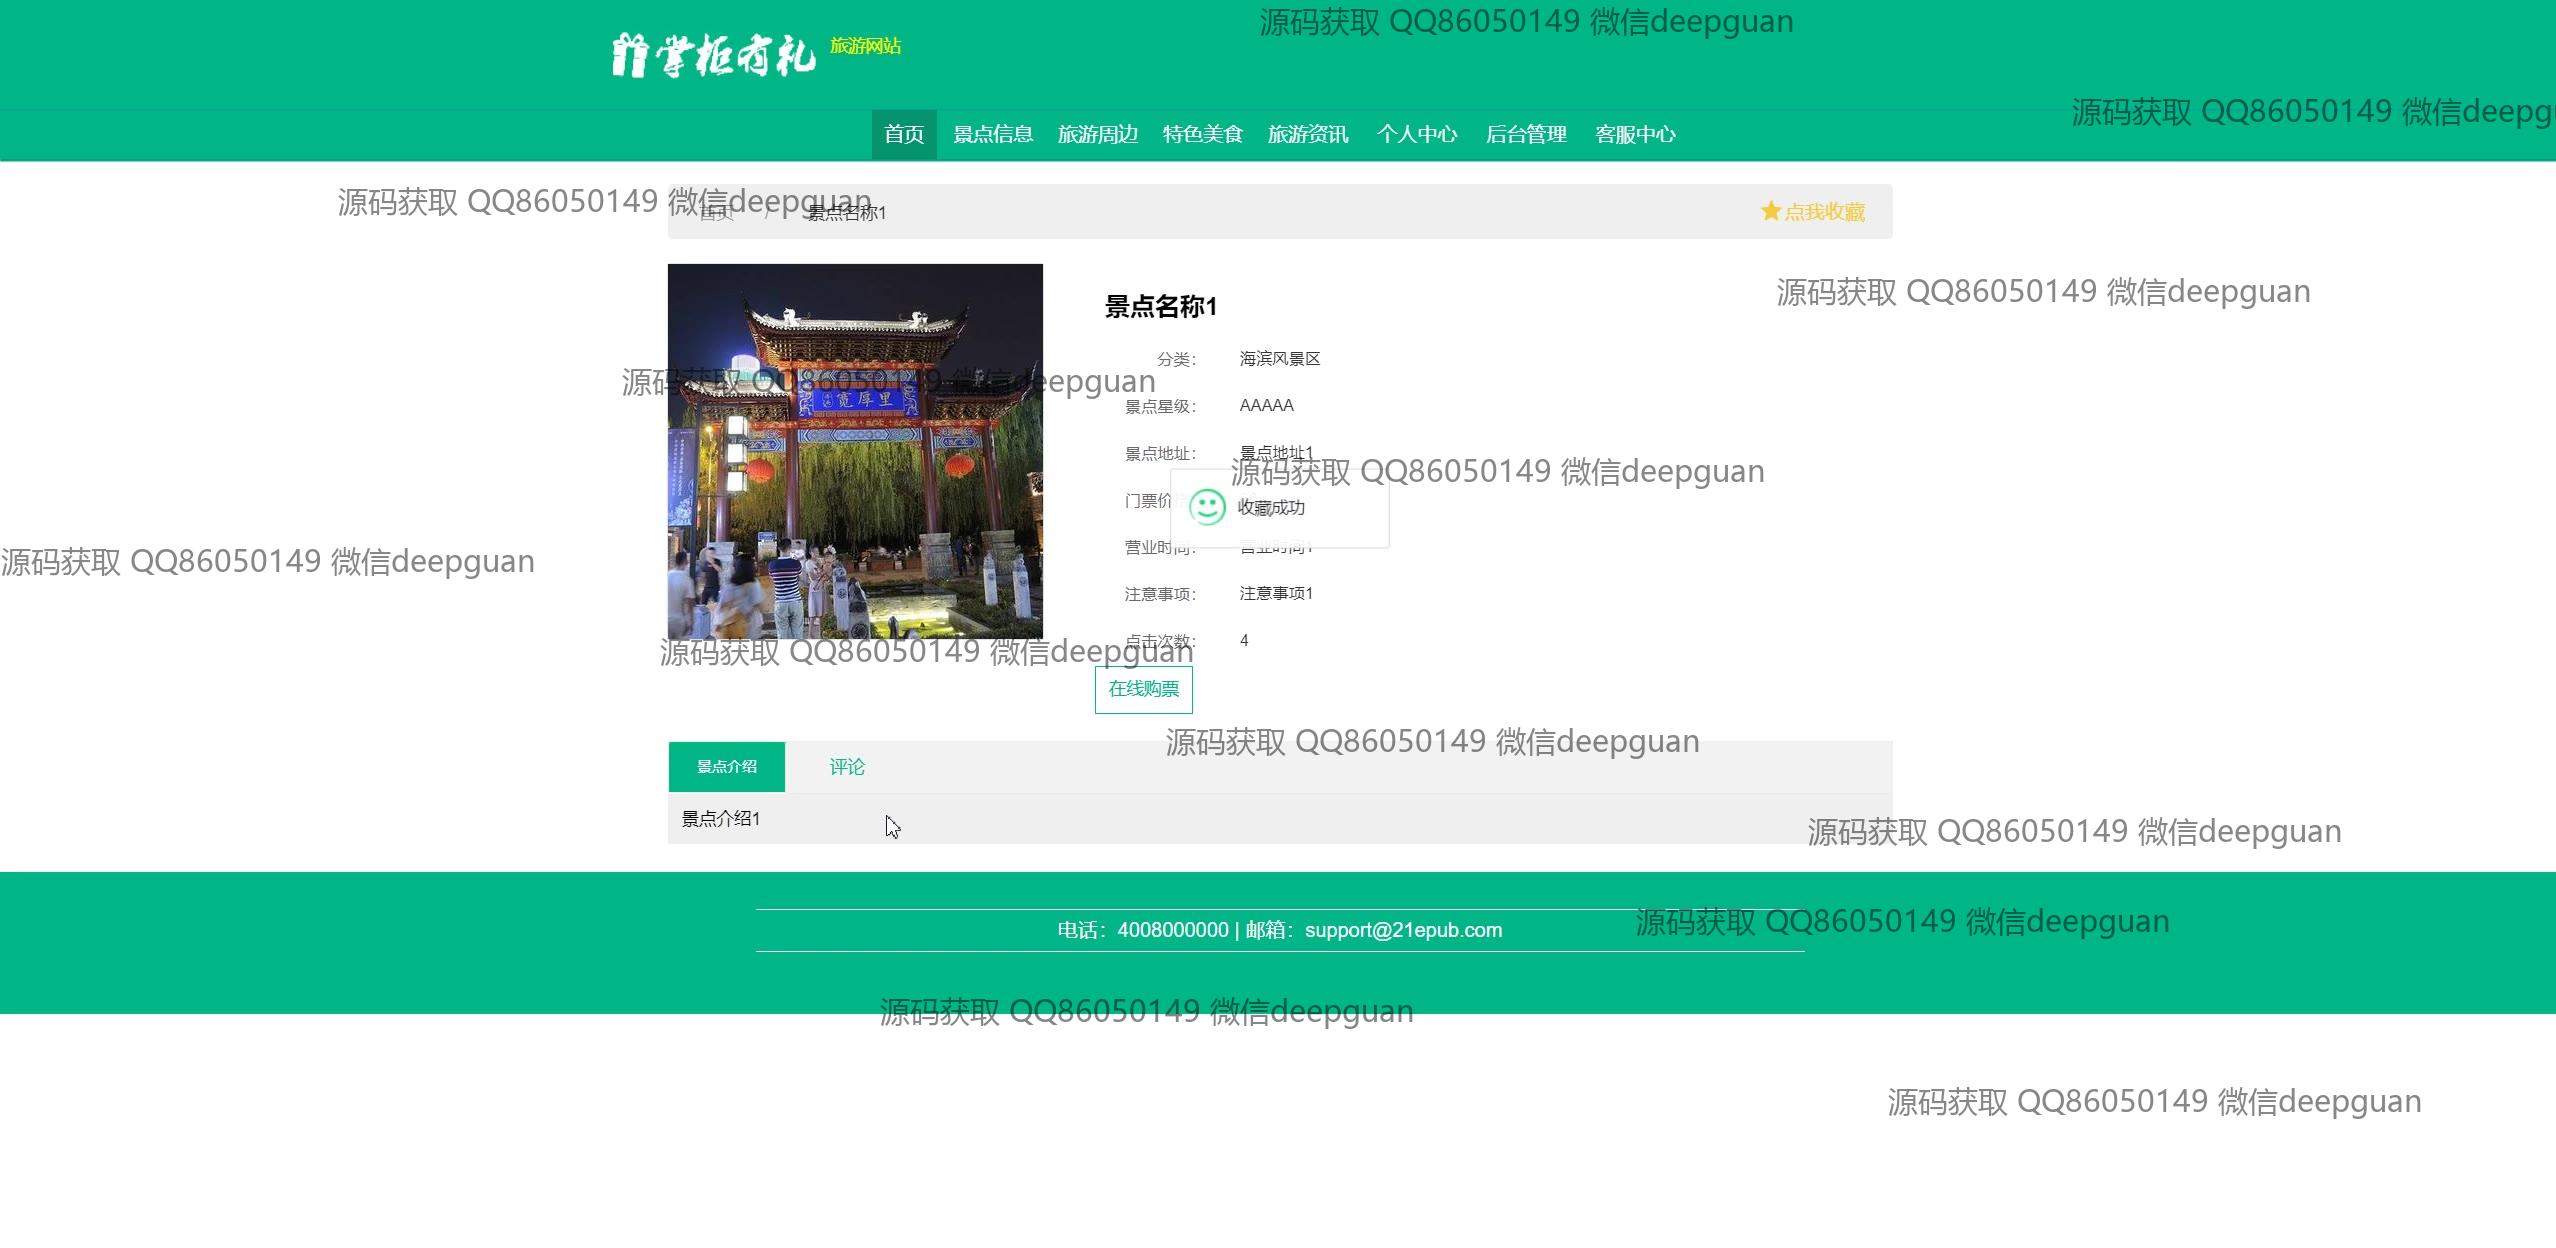 掌柜有礼
旅游网站
源码获取 QQ86050149 微信deepguan
源码获取 QQ86050149 微信deepg
首页 景点信息 旅游周边 特色美食 旅游资讯 个人中心 后台管理 客服中心
源码获取 QQ86050149 微信deepguan
首页 / 景点名称1
点我收藏
源码获取 QQ86050149 微信deepguan
景点名称1
分类： 海滨风景区
源码获取 QQ86050149 微信deepguan
宽厚里
景点星级： AAAAA
景点地址： 景点地址1
源码获取 QQ86050149 微信deepguan
门票价
收藏成功
营业时间： 营业时间1
源码获取 QQ86050149 微信deepguan
注意事项： 注意事项1
点击次数： 4
源码获取 QQ86050149 微信deepguan
在线购票
源码获取 QQ86050149 微信deepguan
景点介绍 评论
景点介绍1
源码获取 QQ86050149 微信deepguan
电话：4008000000 | 邮箱：support@21epub.com
源码获取 QQ86050149 微信deepguan
源码获取 QQ86050149 微信deepguan
源码获取 QQ86050149 微信deepguan